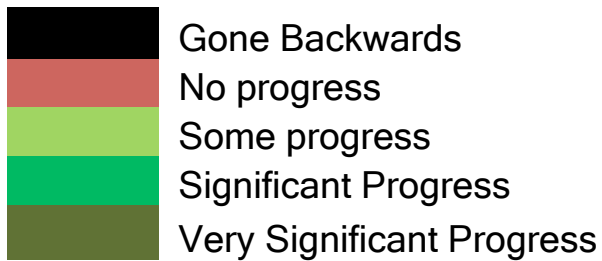 Gone Backwards
No progress
Some progress
Significant Progress
Very Significant Progress